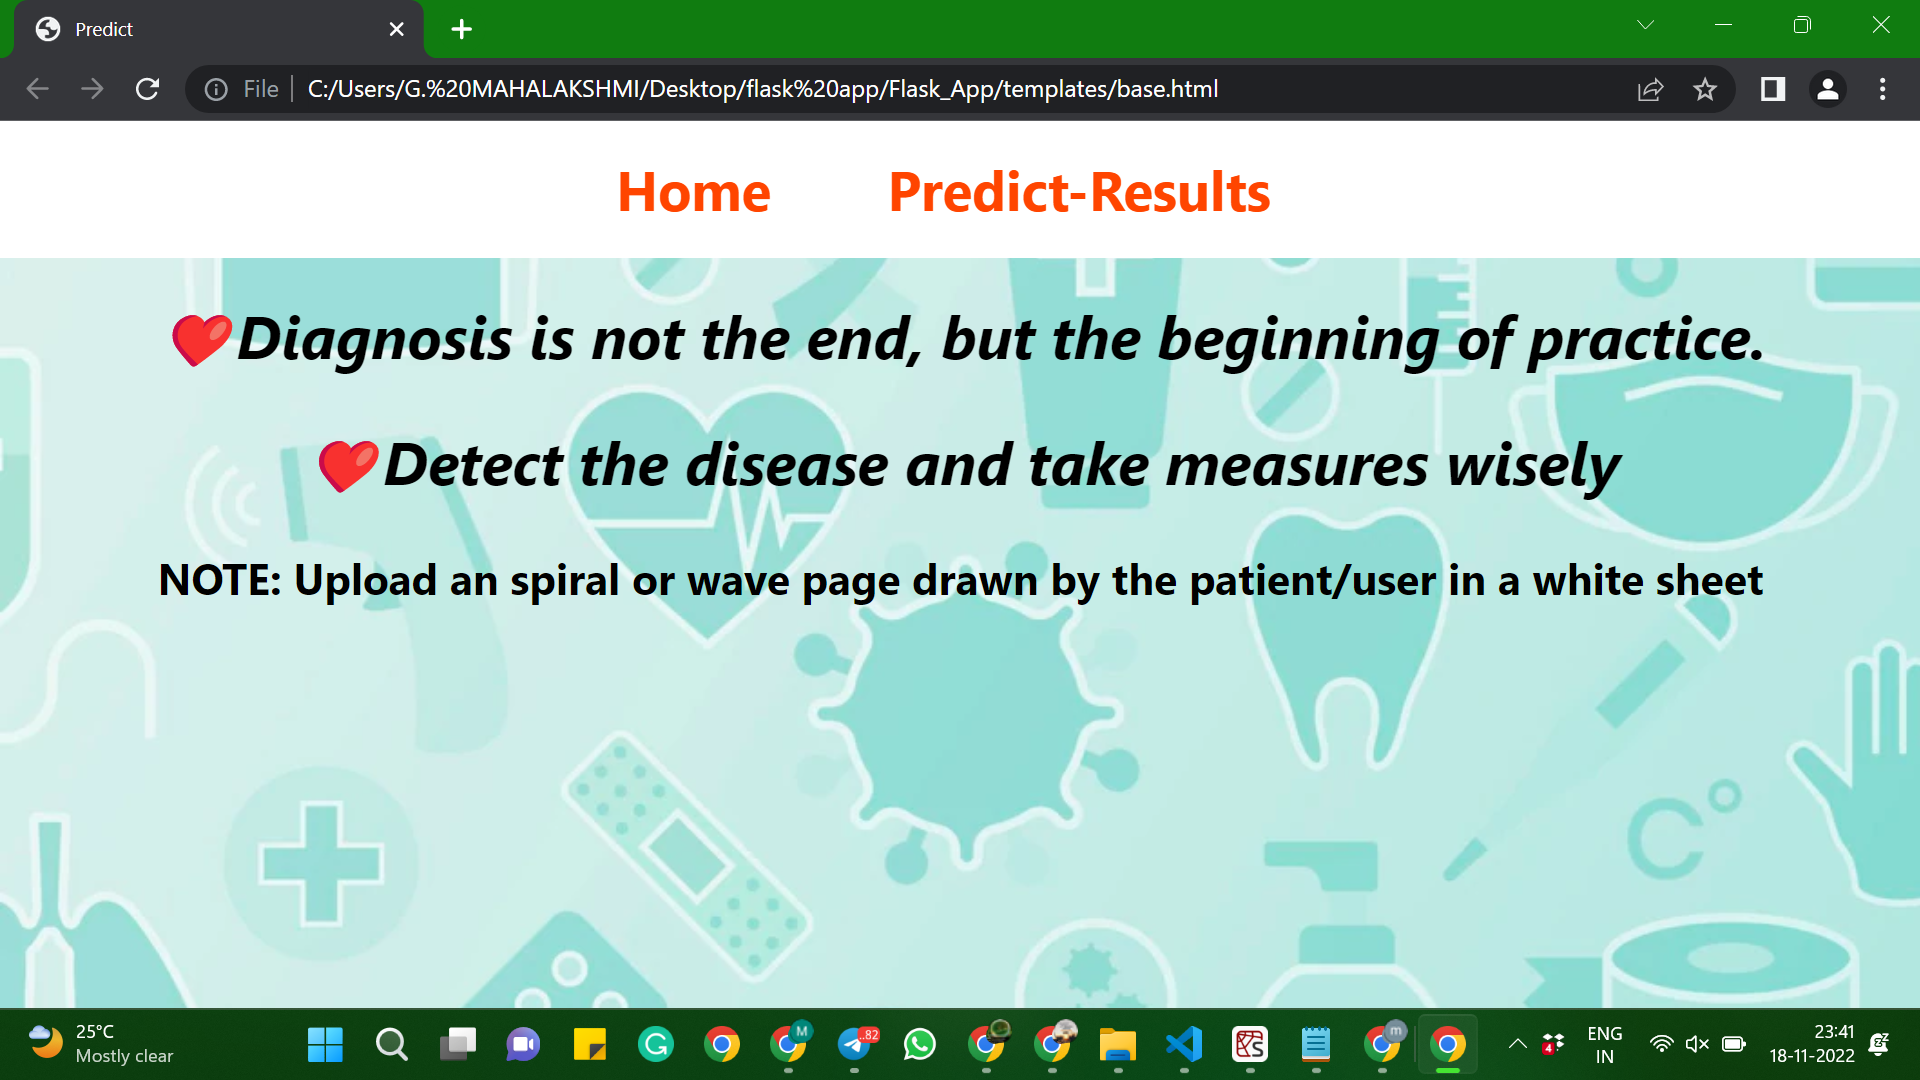 Predict
File C:/Users/G.%20MAHALAKSHMI/Desktop/flask%20app/Flask_App/templates/base.html
Home Predict-Results
❤️Diagnosis is not the end, but the beginning of practice.
❤️Detect the disease and take measures wisely
NOTE: Upload an spiral or wave page drawn by the patient/user in a white sheet
C°
25°C
Mostly clear
M
..82
m
4
ENG
IN
23:41
18-11-2022